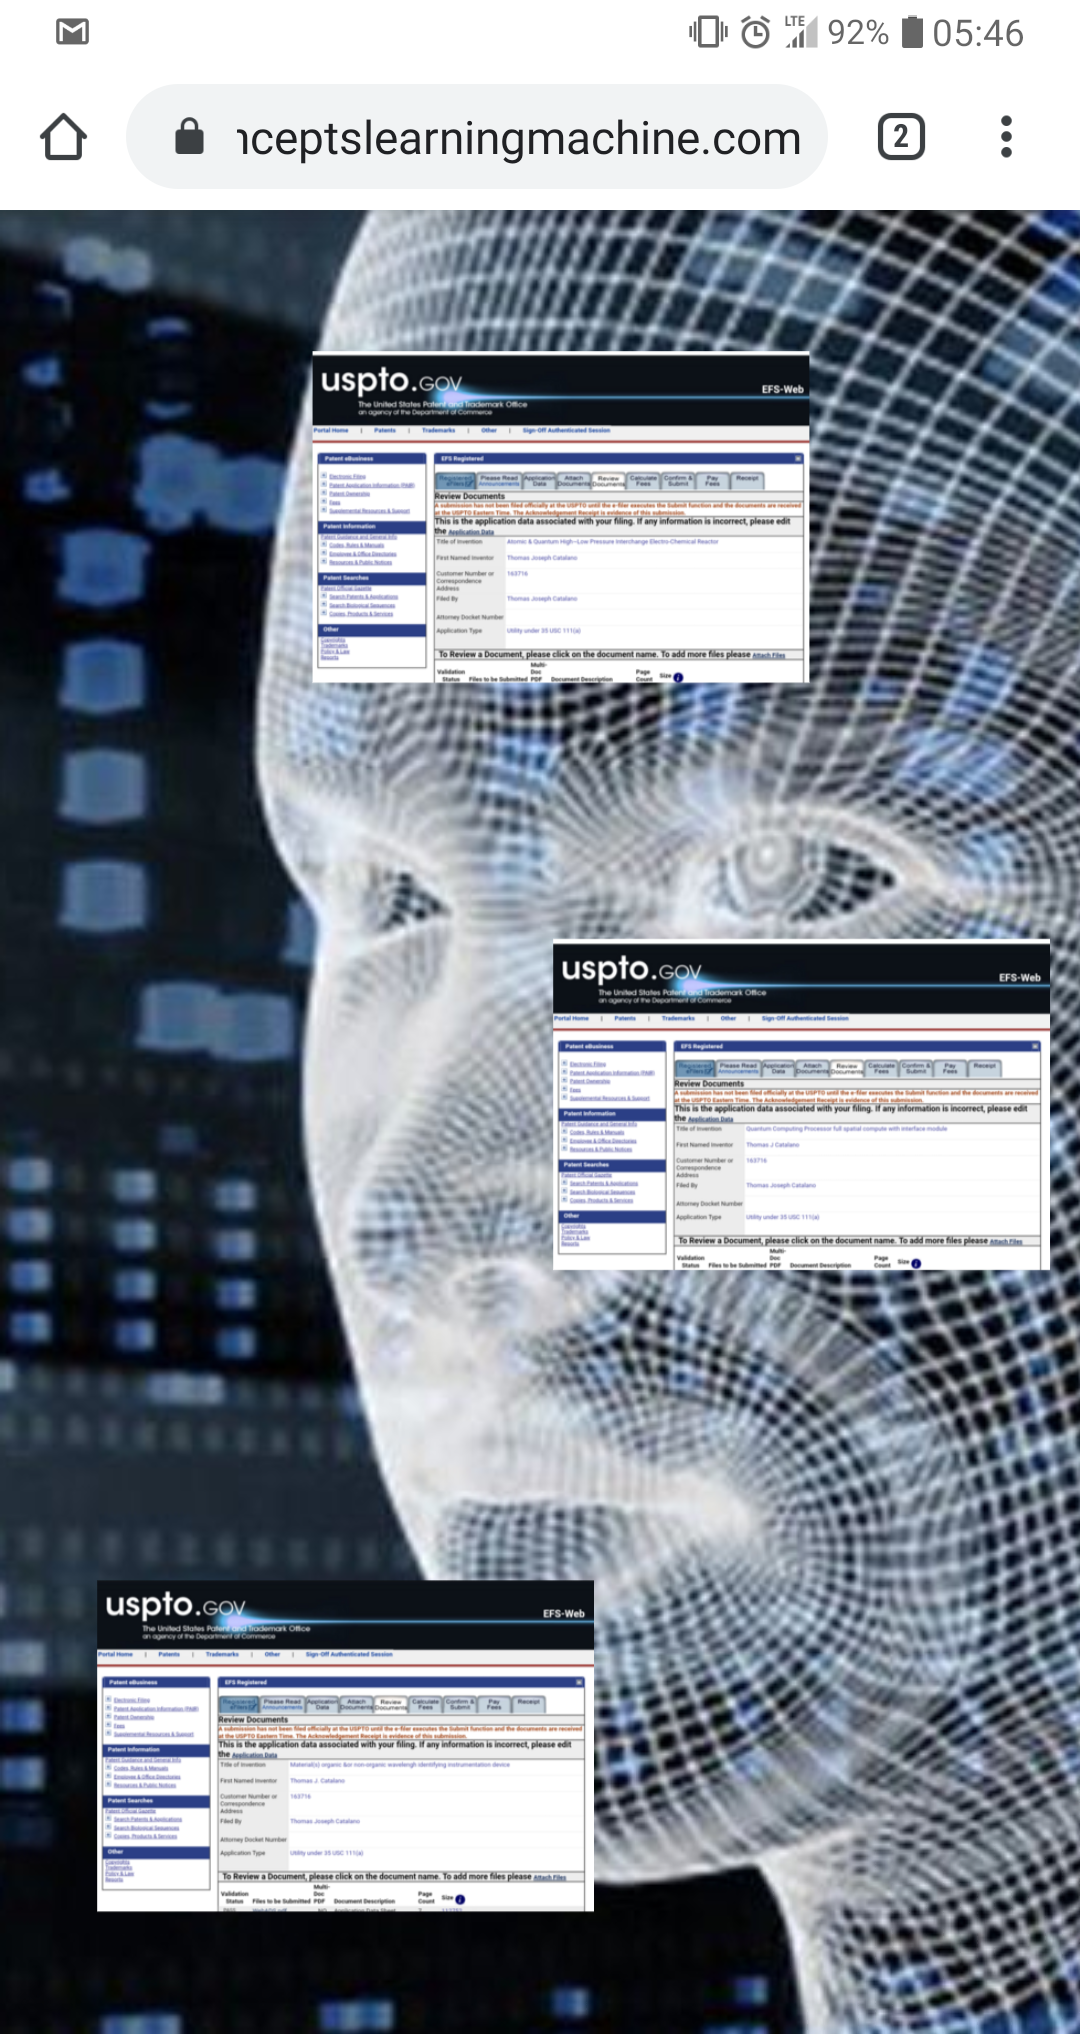 LTE 92% 05:46
nceptslearningmachine.com 2
uspto.GOV
EFS-Web
The United States Patent and Trademark Office
an agency of the Department of Commerce
Portal Home | Patents | Trademarks | Other | Sign-Off Authenticated Session
Patent eBusiness
Electronic Filing
Patent Application Information (PAIR)
Patent Ownership
Fees
Supplemental Resources & Support
Patent Information
Patent Guidance and General Info
Codes, Rules & Manuals
Employee & Office Directories
Resources & Public Notices
Patent Searches
Patent Official Gazette
Search Patents & Applications
Search Biological Sequences
Copies, Products & Services
Other
Copyrights
Trademarks
Policy & Law
Reports
EFS Registered
Please Read Announcements
Application Data
Attach Documents
Review Documents
Calculate Fees
Confirm & Submit
Pay Fees
Receipt
Review Documents
A submission has not been filed officially at the USPTO until the e-filer executes the Submit function and the documents are received
at the USPTO Eastern Time. The Acknowledgement Receipt is evidence of this submission.
This is the application data associated with your filing. If any information is incorrect, please edit
the Application Data
Title of Invention Atomic & Quantum High-Low Pressure Interchange Electro-Chemical Reactor
First Named Inventor Thomas Joseph Catalano
Customer Number or Correspondence Address 163716
Filed By Thomas Joseph Catalano
Attorney Docket Number
Application Type Utility under 35 USC 111(a)
To Review a Document, please click on the document name. To add more files please Attach Files
Validation Status Files to be Submitted Multi-Doc PDF Document Description Page Count Size
uspto.GOV
EFS-Web
The United States Patent and Trademark Office
an agency of the Department of Commerce
Portal Home | Patents | Trademarks | Other | Sign-Off Authenticated Session
Patent eBusiness
Electronic Filing
Patent Application Information (PAIR)
Patent Ownership
Fees
Supplemental Resources & Support
Patent Information
Patent Guidance and General Info
Codes, Rules & Manuals
Employee & Office Directories
Resources & Public Notices
Patent Searches
Patent Official Gazette
Search Patents & Applications
Search Biological Sequences
Copies, Products & Services
Other
Copyrights
Trademarks
Policy & Law
Reports
EFS Registered
Please Read Announcements
Application Data
Attach Documents
Review Documents
Calculate Fees
Confirm & Submit
Pay Fees
Receipt
Review Documents
A submission has not been filed officially at the USPTO until the e-filer executes the Submit function and the documents are received
at the USPTO Eastern Time. The Acknowledgement Receipt is evidence of this submission.
This is the application data associated with your filing. If any information is incorrect, please edit
the Application Data
Title of Invention Quantum Computing Processor full spatial compute with interface module
First Named Inventor Thomas J Catalano
Customer Number or Correspondence Address 163716
Filed By Thomas Joseph Catalano
Attorney Docket Number
Application Type Utility under 35 USC 111(a)
To Review a Document, please click on the document name. To add more files please Attach Files
Validation Status Files to be Submitted Multi-Doc PDF Document Description Page Count Size
uspto.GOV
EFS-Web
The United States Patent and Trademark Office
an agency of the Department of Commerce
Portal Home | Patents | Trademarks | Other | Sign-Off Authenticated Session
Patent eBusiness
Electronic Filing
Patent Application Information (PAIR)
Patent Ownership
Fees
Supplemental Resources & Support
Patent Information
Patent Guidance and General Info
Codes, Rules & Manuals
Employee & Office Directories
Resources & Public Notices
Patent Searches
Patent Official Gazette
Search Patents & Applications
Search Biological Sequences
Copies, Products & Services
Other
Copyrights
Trademarks
Policy & Law
Reports
EFS Registered
Please Read Announcements
Application Data
Attach Documents
Review Documents
Calculate Fees
Confirm & Submit
Pay Fees
Receipt
Review Documents
A submission has not been filed officially at the USPTO until the e-filer executes the Submit function and the documents are received
at the USPTO Eastern Time. The Acknowledgement Receipt is evidence of this submission.
This is the application data associated with your filing. If any information is incorrect, please edit
the Application Data
Title of Invention Material(s) organic &or non-organic wavelengh identifying instrumentation device
First Named Inventor Thomas J. Catalano
Customer Number or Correspondence Address 163716
Filed By Thomas Joseph Catalano
Attorney Docket Number
Application Type Utility under 35 USC 111(a)
To Review a Document, please click on the document name. To add more files please Attach Files
Validation Status Files to be Submitted Multi-Doc PDF Document Description Page Count Size